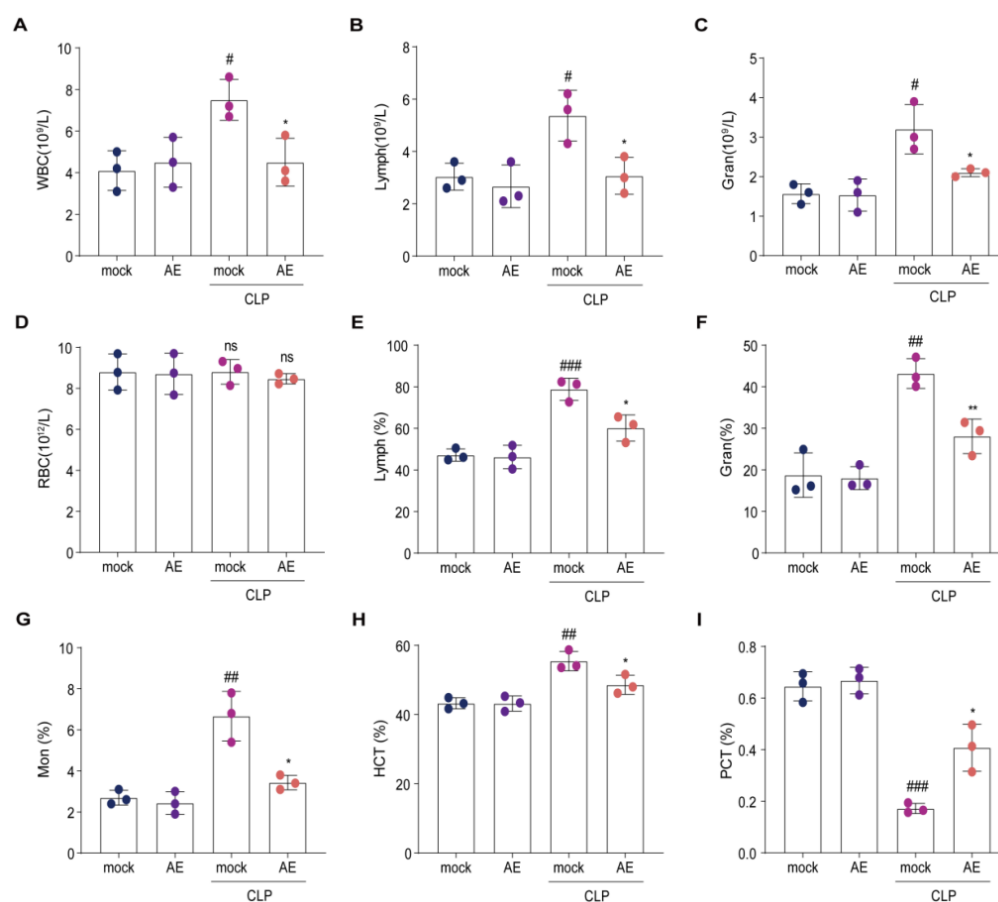 A
WBC(10⁹/L)
10
8
6
4
2
0
#
*
mock AE mock AE
CLP
B
Lymph(10⁹/L)
8
6
4
2
0
#
*
mock AE mock AE
CLP
C
Gran(10⁹/L)
5
4
3
2
1
0
#
*
mock AE mock AE
CLP
D
RBC(10¹²/L)
10
8
6
4
2
0
ns
ns
mock AE mock AE
CLP
E
Lymph (%)
100
80
60
40
20
0
###
*
mock AE mock AE
CLP
F
Gran(%)
50
40
30
20
10
0
##
**
mock AE mock AE
CLP
G
Mon (%)
10
8
6
4
2
0
##
*
mock AE mock AE
CLP
H
HCT (%)
60
40
20
0
##
*
mock AE mock AE
CLP
I
PCT (%)
0.8
0.6
0.4
0.2
0.0
###
*
mock AE mock AE
CLP